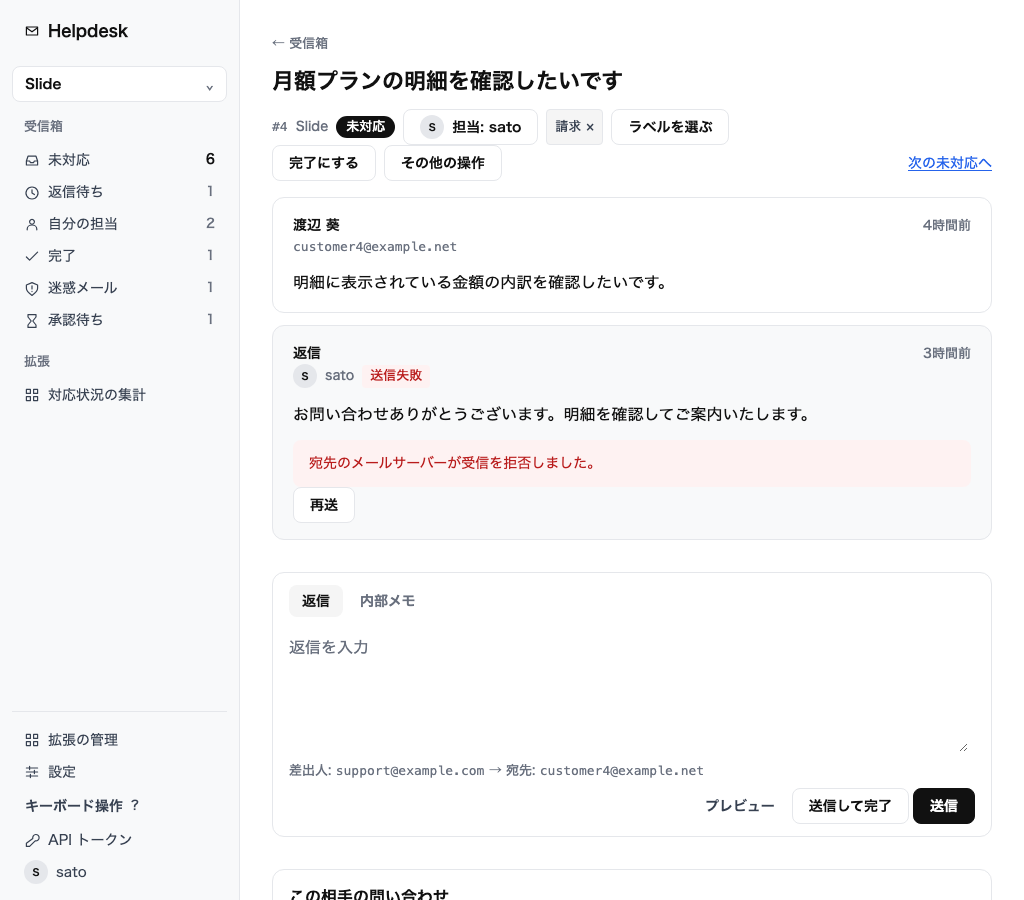 Helpdesk
Slide
受信箱
未対応 6
返信待ち 1
自分の担当 2
完了 1
迷惑メール 1
承認待ち 1
拡張
対応状況の集計
拡張の管理
設定
キーボード操作 ?
API トークン
S sato
← 受信箱
月額プランの明細を確認したいです
#4 Slide 未対応 S 担当: sato 請求 × ラベルを選ぶ
完了にする その他の操作 次の未対応へ
渡辺 葵 4時間前
customer4@example.net
明細に表示されている金額の内訳を確認したいです。
返信 3時間前
S sato 送信失敗
お問い合わせありがとうございます。明細を確認してご案内いたします。
宛先のメールサーバーが受信を拒否しました。
再送
返信 内部メモ
返信を入力
差出人: support@example.com → 宛先: customer4@example.net
プレビュー 送信して完了 送信
この相手の問い合わせ